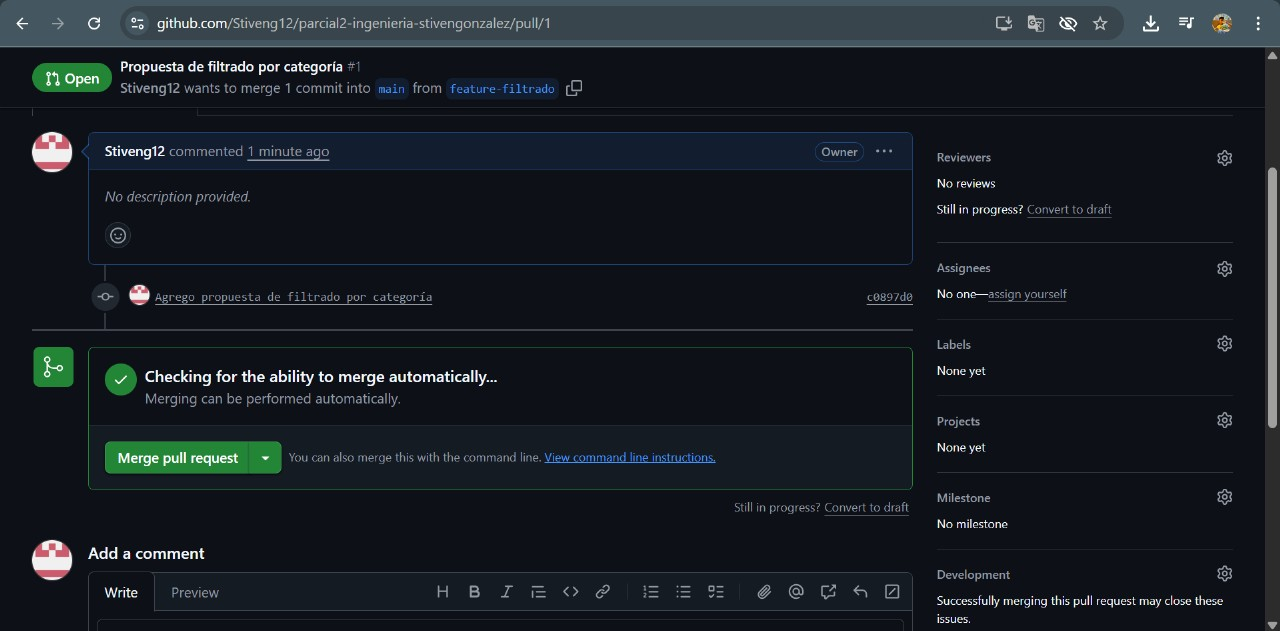 github.com/Stiveng12/parcial2-ingenieria-stivengonzalez/pull/1
Open
Propuesta de filtrado por categoría #1
Stiveng12 wants to merge 1 commit into main from feature-filtrado
Stiveng12 commented 1 minute ago
Owner
No description provided.
Agrego propuesta de filtrado por categoría
c0897d0
Checking for the ability to merge automatically...
Merging can be performed automatically.
Merge pull request
You can also merge this with the command line. View command line instructions.
Still in progress? Convert to draft
Add a comment
Write
Preview
Reviewers
No reviews
Still in progress? Convert to draft
Assignees
No one—assign yourself
Labels
None yet
Projects
None yet
Milestone
No milestone
Development
Successfully merging this pull request may close these
issues.